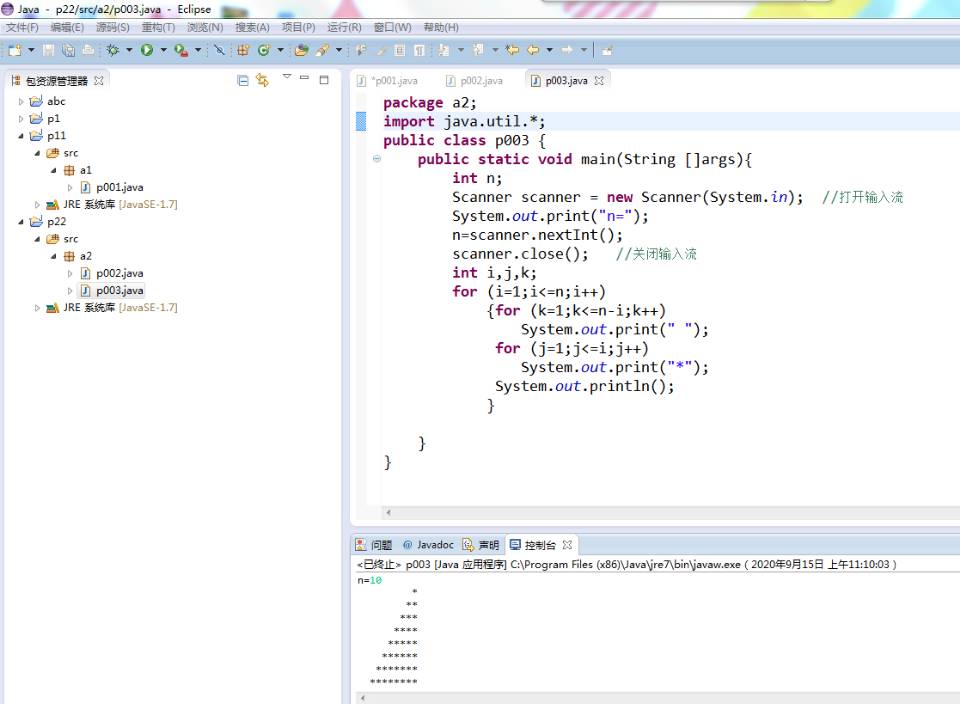 Java - p22/src/a2/p003.java - Eclipse
文件(F) 编辑(E) 源码(S) 重构(T) 浏览(N) 搜索(A) 项目(P) 运行(R) 窗口(W) 帮助(H)
包资源管理器
abc
p1
p11
src
a1
p001.java
JRE 系统库 [JavaSE-1.7]
p22
src
a2
p002.java
p003.java
JRE 系统库 [JavaSE-1.7]
*p001.java p002.java p003.java
package a2;
import java.util.*;
public class p003 {
public static void main(String []args){
int n;
Scanner scanner = new Scanner(System.in); //打开输入流
System.out.print("n=");
n=scanner.nextInt();
scanner.close(); //关闭输入流
int i,j,k;
for (i=1;i<=n;i++)
{for (k=1;k<=n-i;k++)
System.out.print(" ");
for (j=1;j<=i;j++)
System.out.print("*");
System.out.println();
}
}
}
问题 @ Javadoc 声明 控制台
<已终止> p003 [Java 应用程序] C:\Program Files (x86)\Java\jre7\bin\javaw.exe ( 2020年9月15日 上午11:10:03 )
n=10
*
**
***
****
*****
******
*******
********